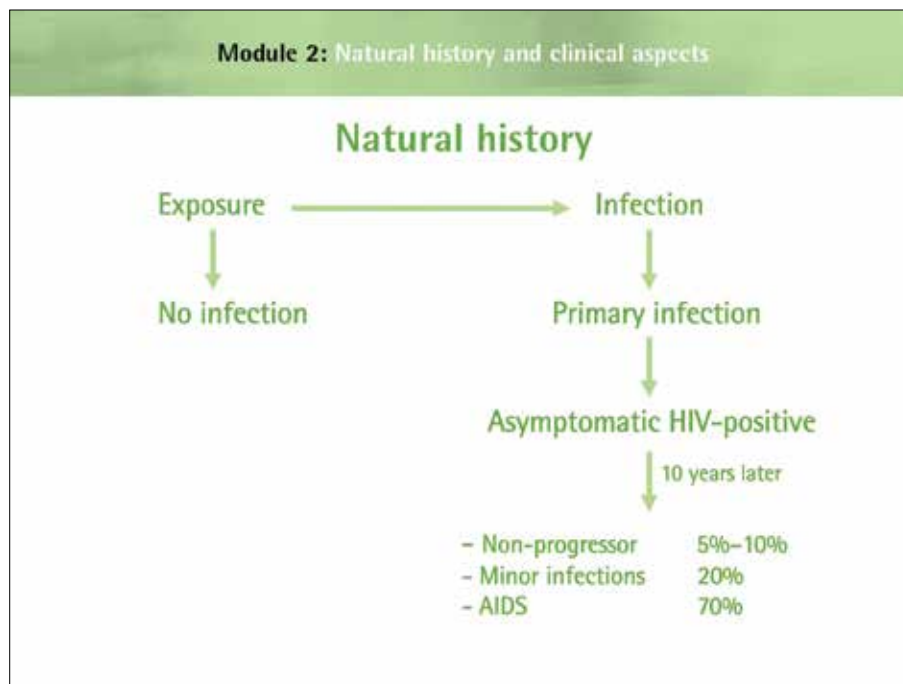 Module 2: Natural history and clinical aspects
Natural history
Exposure Infection
No infection Primary infection
Asymptomatic HIV-positive
10 years later
– Non-progressor 5%–10%
– Minor infections 20%
– AIDS 70%